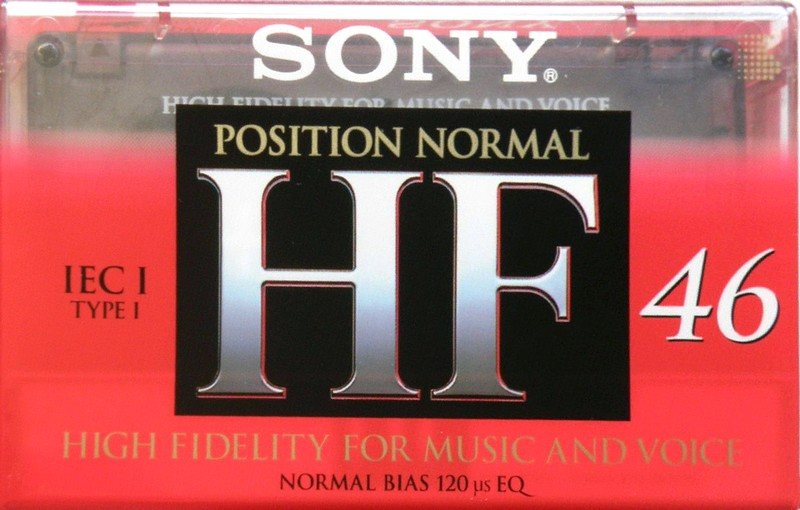 SONY®
HIGH FIDELITY FOR MUSIC AND VOICE
POSITION NORMAL
HF
IEC I
TYPE I
46
HIGH FIDELITY FOR MUSIC AND VOICE
NORMAL BIAS 120 µs EQ